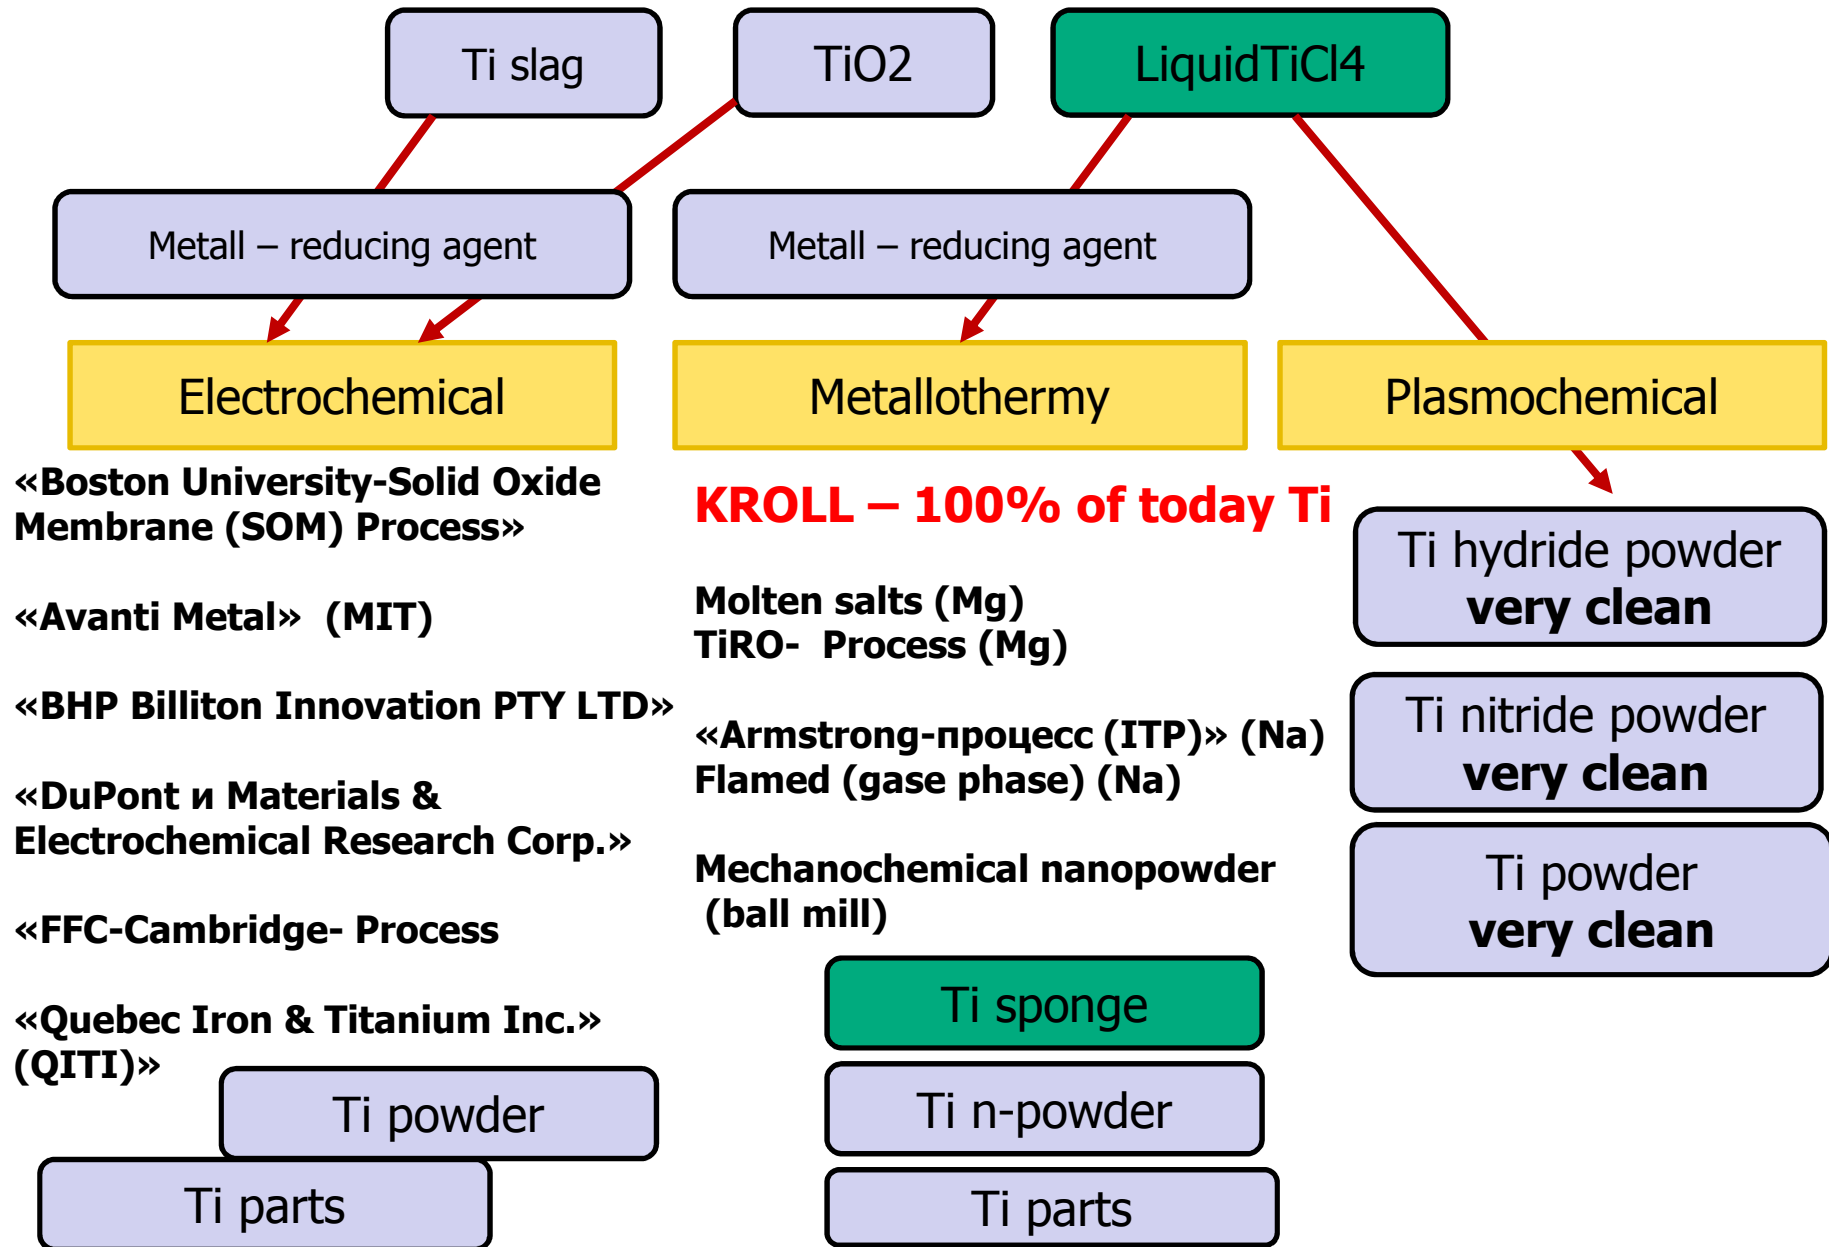 Ti slag
TiO2
LiquidTiCl4
Metall – reducing agent
Metall – reducing agent
Electrochemical
Metallothermy
Plasmochemical
«Boston University-Solid Oxide
Membrane (SOM) Process»
«Avanti Metal»  (MIT)
«BHP Billiton Innovation PTY LTD»
«DuPont и Materials &
Electrochemical Research Corp.»
«FFC-Cambridge- Process
«Quebec Iron & Titanium Inc.»
(QITI)»
Ti powder
Ti parts
KROLL – 100% of today Ti
Molten salts (Mg)
TiRO-  Process (Mg)
«Armstrong-процесс (ITP)» (Na)
Flamed (gase phase) (Na)
Mechanochemical nanopowder
(ball mill)
Ti sponge
Ti n-powder
Ti parts
Ti hydride powder
very clean
Ti nitride powder
very clean
Ti powder
very clean